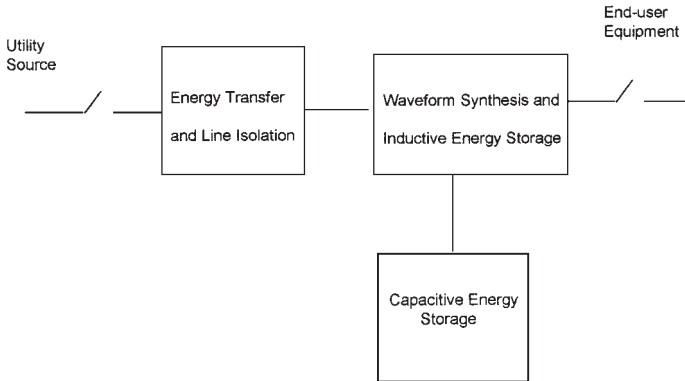 End-user
Equipment
Utility
Source
Energy Transfer
and Line Isolation
Waveform Synthesis and
Inductive Energy Storage
Capacitive Energy
Storage